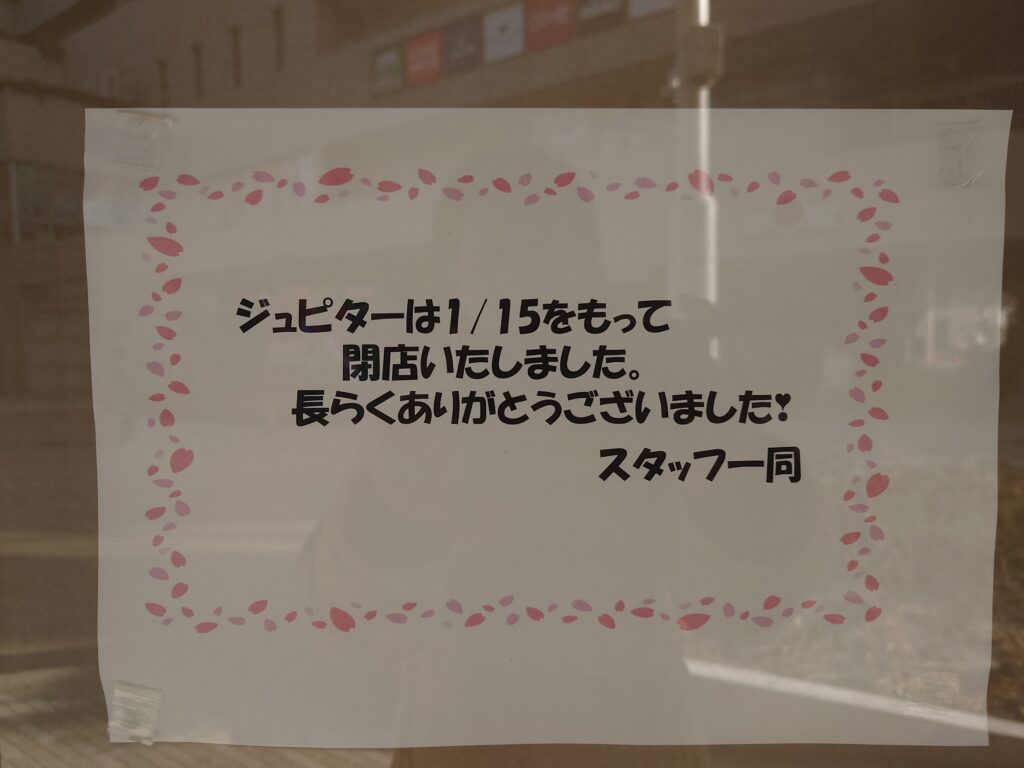 ジュピターは1/15をもって
閉店いたしました。
長らくありがとうございました♥
スタッフ一同